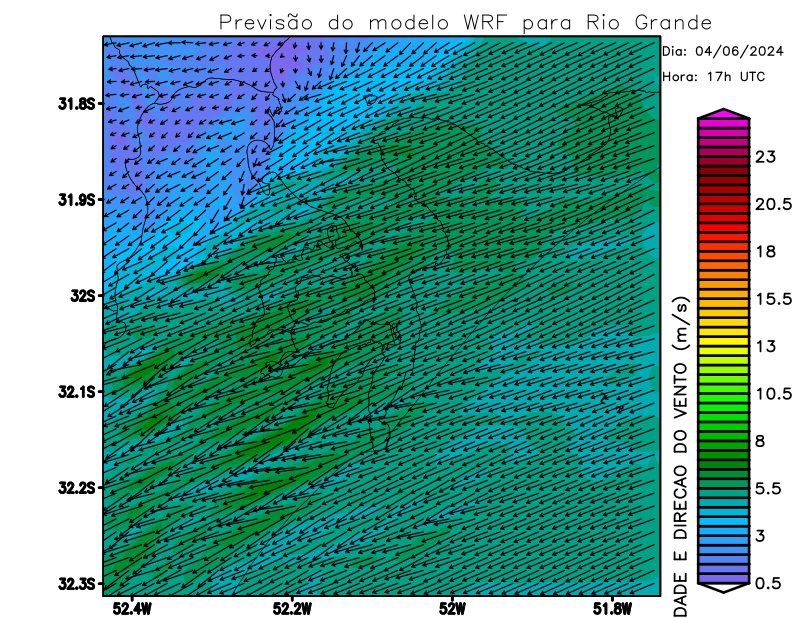 Previsão do modelo WRF para Rio Grande
Dia: 04/06/2024
Hora: 17h UTC
31.8S
31.9S
32S
32.1S
32.2S
32.3S
52.4W
52.2W
52W
51.8W
DADE E DIRECAO DO VENTO (m/s)
23
20.5
18
15.5
13
10.5
8
5.5
3
0.5